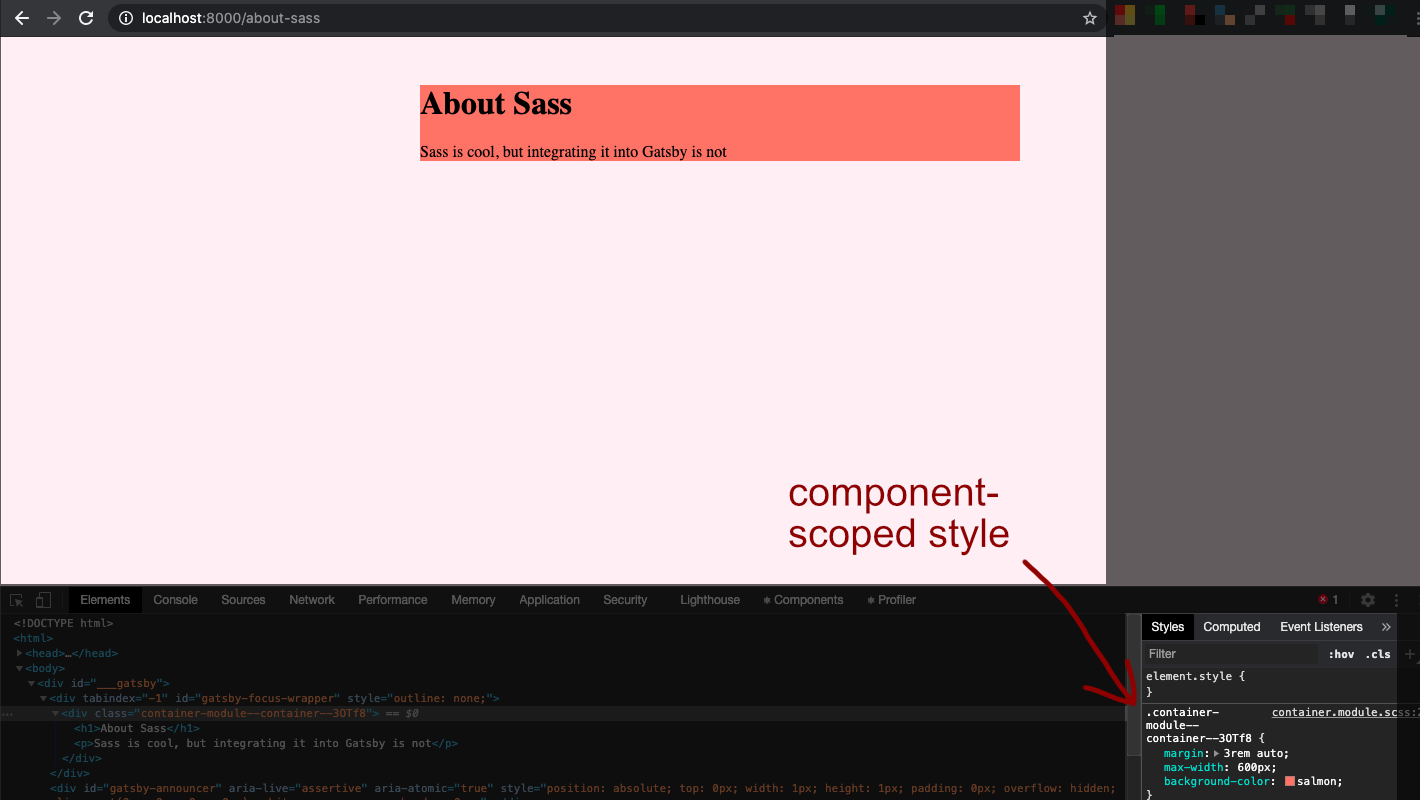 localhost:8000/about-sass
About Sass
Sass is cool, but integrating it into Gatsby is not
component-
scoped style
Elements Console Sources Network Performance Memory Application Security Lighthouse Components Profiler 1
<!DOCTYPE html>
<html>
<head>…</head>
<body>
<div id="___gatsby">
<div tabindex="-1" id="gatsby-focus-wrapper" style="outline: none;">
<div class="container-module--container--3OTf8"> == $0
<h1>About Sass</h1>
<p>Sass is cool, but integrating it into Gatsby is not</p>
</div>
</div>
<div id="gatsby-announcer" aria-live="assertive" aria-atomic="true" style="position: absolute; top: 0px; width: 1px; height: 1px; padding: 0px; overflow: hidden;
Styles Computed Event Listeners »
Filter :hov .cls +
element.style {
}
.container- container.module.scss:
module--
container--3OTf8 {
margin: 3rem auto;
max-width: 600px;
background-color: salmon;
}